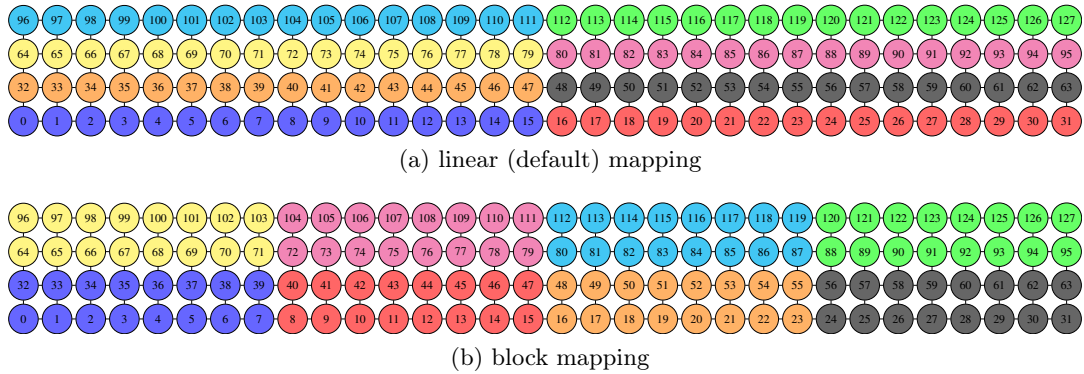 96 97 98 99 100 101 102 103 104 105 106 107 108 109 110 111 112 113 114 115 116 117 118 119 120 121 122 123 124 125 126 127
64 65 66 67 68 69 70 71 72 73 74 75 76 77 78 79 80 81 82 83 84 85 86 87 88 89 90 91 92 93 94 95
32 33 34 35 36 37 38 39 40 41 42 43 44 45 46 47 48 49 50 51 52 53 54 55 56 57 58 59 60 61 62 63
0 1 2 3 4 5 6 7 8 9 10 11 12 13 14 15 16 17 18 19 20 21 22 23 24 25 26 27 28 29 30 31
(a) linear (default) mapping
96 97 98 99 100 101 102 103 104 105 106 107 108 109 110 111 112 113 114 115 116 117 118 119 120 121 122 123 124 125 126 127
64 65 66 67 68 69 70 71 72 73 74 75 76 77 78 79 80 81 82 83 84 85 86 87 88 89 90 91 92 93 94 95
32 33 34 35 36 37 38 39 40 41 42 43 44 45 46 47 48 49 50 51 52 53 54 55 56 57 58 59 60 61 62 63
0 1 2 3 4 5 6 7 8 9 10 11 12 13 14 15 16 17 18 19 20 21 22 23 24 25 26 27 28 29 30 31
(b) block mapping